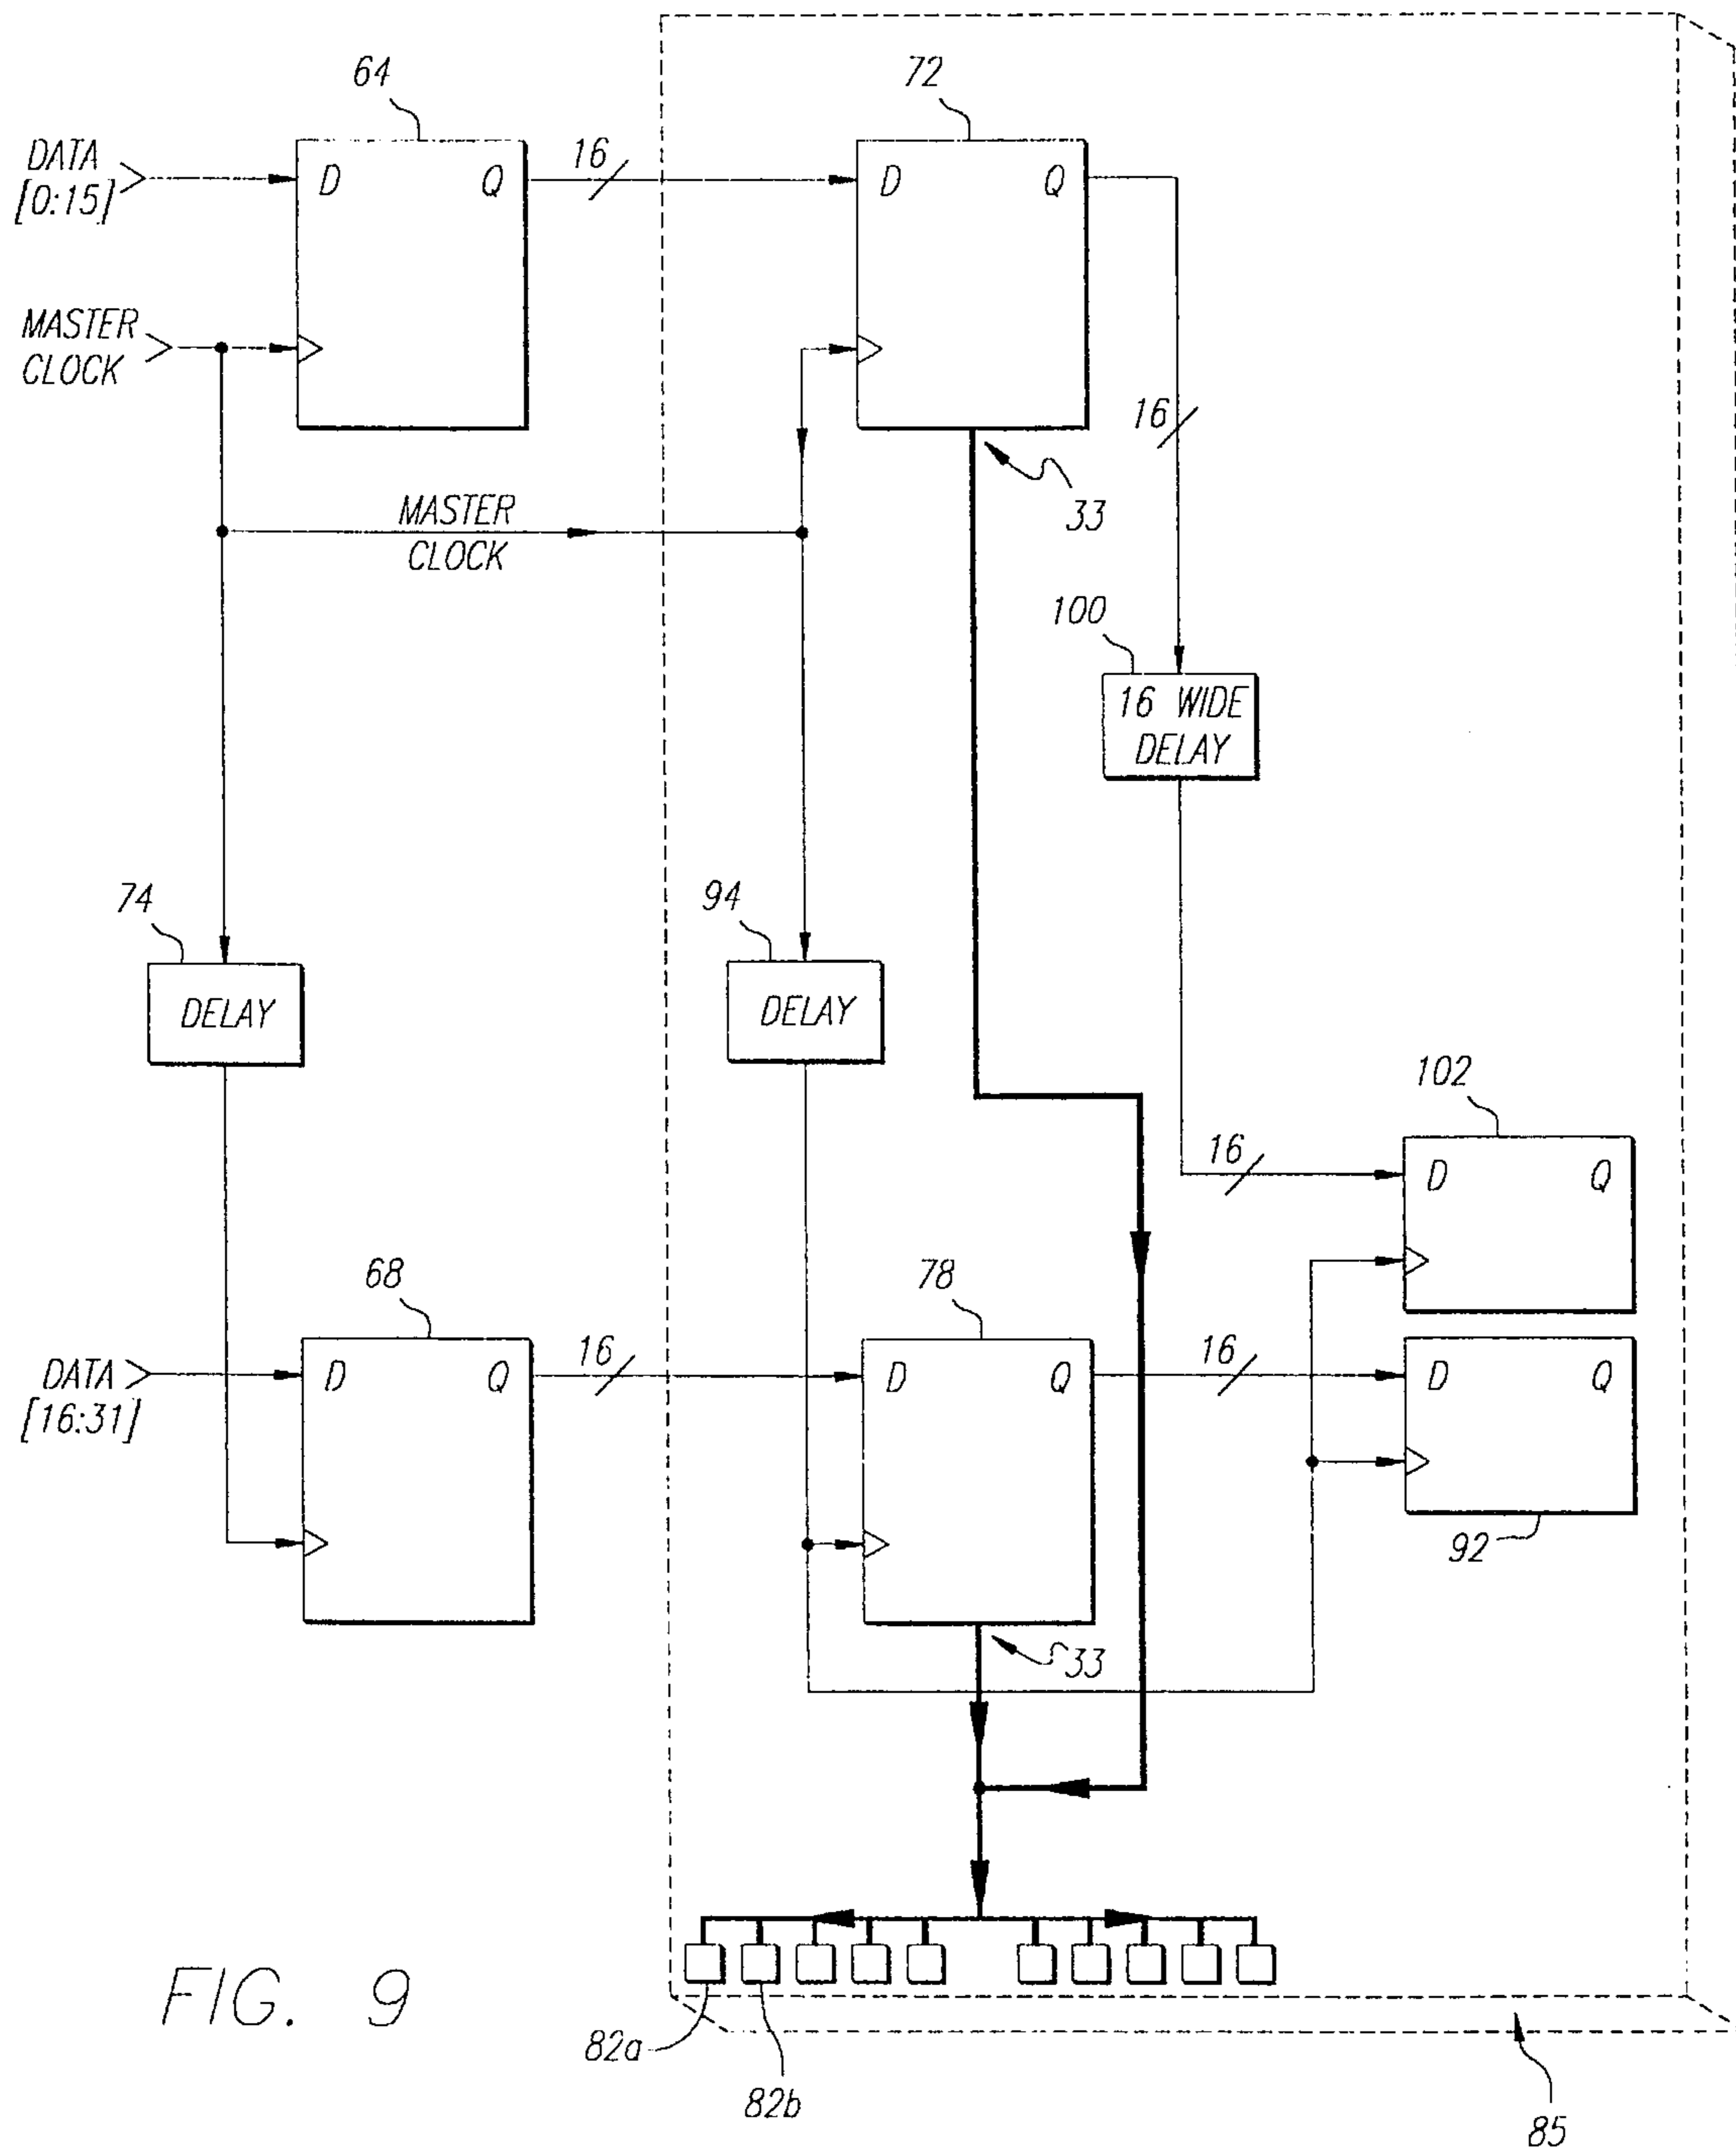 64
72
DATA
[0:15]
D
Q
16
D
Q
MASTER
CLOCK
16
33
MASTER
CLOCK
100
16 WIDE
DELAY
74
94
DELAY
DELAY
102
16
D
Q
68
78
DATA
[16:31]
D
Q
16
D
Q
16
D
Q
92
33
FIG. 9
82a
82b
85